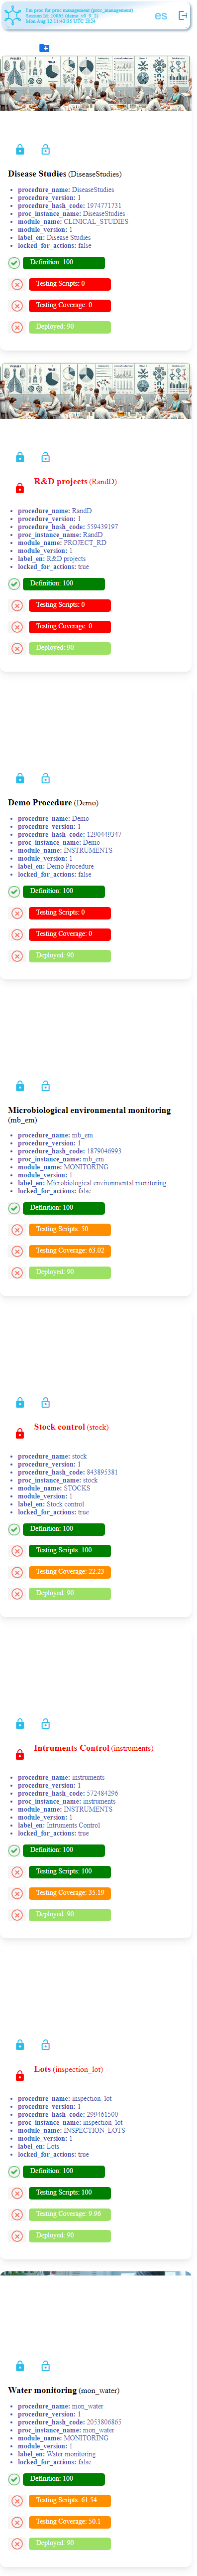 I'm proc for proc management (proc_management)
es
Mon Aug 12 11:43:35 UTC 2024
Disease Studies (DiseaseStudies)
procedure_name: DiseaseStudies
procedure_version: 1
procedure_hash_code: 1974771731
proc_instance_name: DiseaseStudies
module_name: CLINICAL_STUDIES
module_version: 1
label_en: Disease Studies
locked_for_actions: false
Definition: 100
Testing Scripts: 0
Testing Coverage: 0
Deployed: 90
R&D projects (RandD)
procedure_name: RandD
procedure_version: 1
procedure_hash_code: 559439197
proc_instance_name: RandD
module_name: PROJECT_RD
module_version: 1
label_en: R&D projects
locked_for_actions: true
Definition: 100
Testing Scripts: 0
Testing Coverage: 0
Deployed: 90
Demo Procedure (Demo)
procedure_name: Demo
procedure_version: 1
procedure_hash_code: 1290449347
proc_instance_name: Demo
module_name: INSTRUMENTS
module_version: 1
label_en: Demo Procedure
locked_for_actions: false
Definition: 100
Testing Scripts: 0
Testing Coverage: 0
Deployed: 90
Microbiological environmental monitoring
(mb_em)
procedure_name: mb_em
procedure_version: 1
procedure_hash_code: 1879046993
proc_instance_name: mb_em
module_name: MONITORING
module_version: 1
label_en: Microbiological environmental monitoring
locked_for_actions: false
Definition: 100
Testing Scripts: 50
Testing Coverage: 63.02
Deployed: 90
Stock control (stock)
procedure_name: stock
procedure_version: 1
procedure_hash_code: 843895381
proc_instance_name: stock
module_name: STOCKS
module_version: 1
label_en: Stock control
locked_for_actions: true
Definition: 100
Testing Scripts: 100
Testing Coverage: 22.23
Deployed: 90
Intruments Control (instruments)
procedure_name: instruments
procedure_version: 1
procedure_hash_code: 572484296
proc_instance_name: instruments
module_name: INSTRUMENTS
module_version: 1
label_en: Intruments Control
locked_for_actions: true
Definition: 100
Testing Scripts: 100
Testing Coverage: 35.19
Deployed: 90
Lots (inspection_lot)
procedure_name: inspection_lot
procedure_version: 1
procedure_hash_code: 299461500
proc_instance_name: inspection_lot
module_name: INSPECTION_LOTS
module_version: 1
label_en: Lots
locked_for_actions: true
Definition: 100
Testing Scripts: 100
Testing Coverage: 9.96
Deployed: 90
Water monitoring (mon_water)
procedure_name: mon_water
procedure_version: 1
procedure_hash_code: 2053806865
proc_instance_name: mon_water
module_name: MONITORING
module_version: 1
label_en: Water monitoring
locked_for_actions: false
Definition: 100
Testing Scripts: 61.54
Testing Coverage: 50.1
Deployed: 90